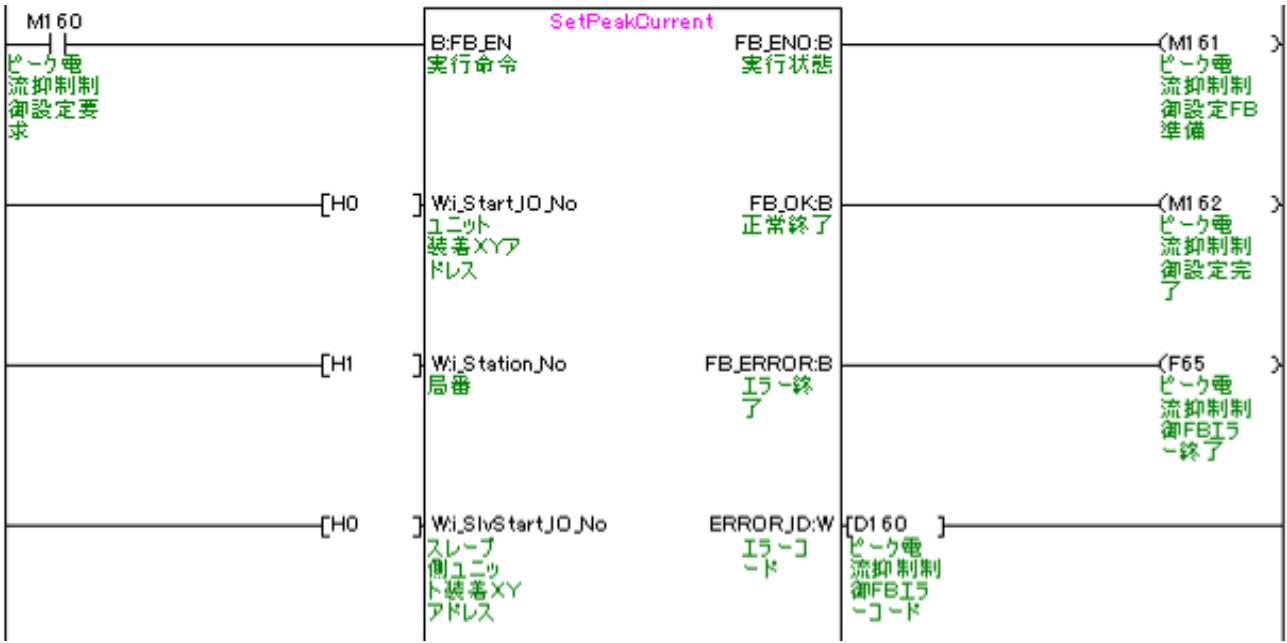 SetPeakCurrent
M160
ピーク電
流抑制制
御設定要
求
B:FB_EN
実行命令
FB_ENO:B
実行状態
M161
ピーク電
流抑制制
御設定FB
準備
[H0 ]
W:i_Start_IO_No
ユニット
装着XYア
ドレス
FB_OK:B
正常終了
M162
ピーク電
流抑制制
御設定完
了
[H1 ]
W:i_Station_No
局番
FB_ERROR:B
エラー終
了
F65
ピーク電
流抑制制
御FBエラ
ー終了
[H0 ]
W:i_SlvStart_IO_No
スレーブ
側ユニッ
ト装着XY
アドレス
ERROR_ID:W
エラーコ
ード
[D160 ]
ピーク電
流抑制制
御FBエラ
ーコード